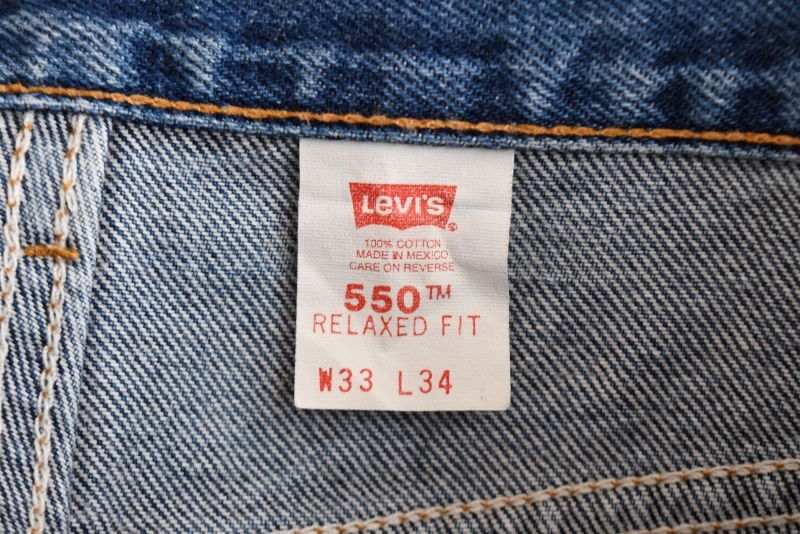 Levi's®
100% COTTON
MADE IN MEXICO
CARE ON REVERSE
550™
RELAXED FIT
W33 L34